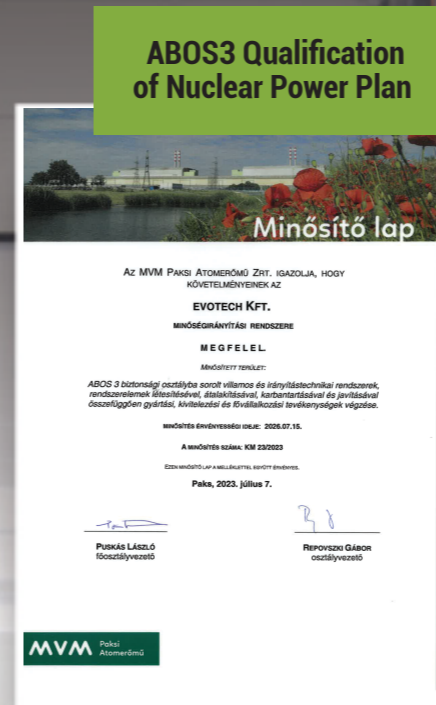 ABOS3 Qualification
of Nuclear Power Plan
Minősítő lap
AZ MVM PAKSI ATOMERŐMŰ ZRT. IGAZOLJA, HOGY
KÖVETELMÉNYEINEK AZ
EVOTECH KFT.
MINŐSÉGIRÁNYÍTÁSI RENDSZERE
MEGFELEL.
MINŐSÍTETT TERÜLET:
ABOS 3 biztonsági osztályba sorolt villamos és irányítástechnikai rendszerek,
rendszerelemek létesítésével, átalakításával, karbantartásával és javításával
összefüggően gyártási, kivitelezési és fővállalkozási tevékenységek végzése.
MINŐSÍTÉS ÉRVÉNYESSÉGI IDEJE: 2026.07.15.
A MINŐSÍTÉS SZÁMA: KM 23/2023
EZEN MINŐSÍTŐ LAP A MELLÉKLETTEL EGYÜTT ÉRVÉNYES.
Paks, 2023. július 7.
PUSKÁS LÁSZLÓ
főosztályvezető
REPOVSZKI GÁBOR
osztályvezető
MVM Paksi
Atomerőmű